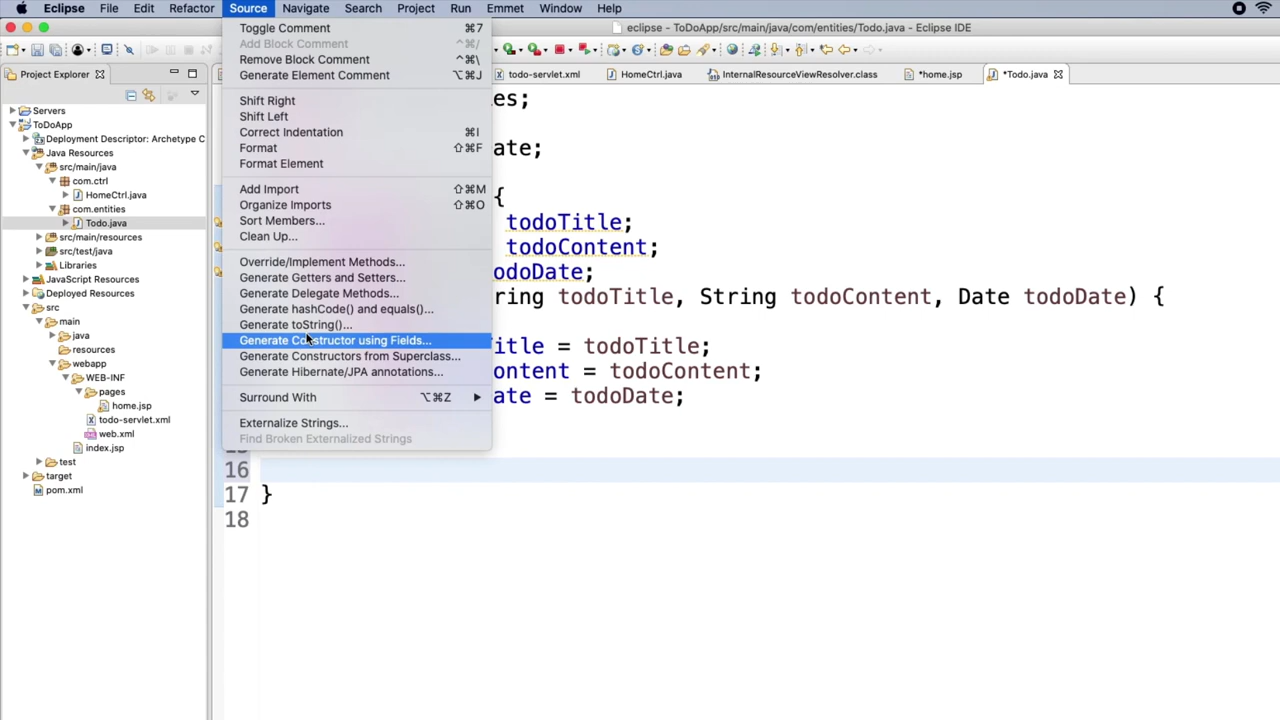 Eclipse File Edit Refactor Source Navigate Search Project Run Emmet Window Help
eclipse - ToDoApp/src/main/java/com/entities/Todo.java - Eclipse IDE
Project Explorer
todo-servlet.xml HomeCtrl.java InternalResourceViewResolver.class *home.jsp *Todo.java
Servers
ToDoApp
Deployment Descriptor: Archetype C
Java Resources
src/main/java
com.ctrl
HomeCtrl.java
com.entities
Todo.java
src/main/resources
src/test/java
Libraries
JavaScript Resources
Deployed Resources
src
main
java
resources
webapp
WEB-INF
pages
home.jsp
todo-servlet.xml
web.xml
index.jsp
test
target
pom.xml
Toggle Comment ⌘7
Add Block Comment ^⌘/
Remove Block Comment ^⌘\
Generate Element Comment ⌥⌘J
Shift Right
Shift Left
Correct Indentation ⌘I
Format ⇧⌘F
Format Element
Add Import ⇧⌘M
Organize Imports ⇧⌘O
Sort Members...
Clean Up...
Override/Implement Methods...
Generate Getters and Setters...
Generate Delegate Methods...
Generate hashCode() and equals()...
Generate toString()...
Generate Constructor using Fields...
Generate Constructors from Superclass...
Generate Hibernate/JPA annotations...
Surround With ⌥⌘Z
Externalize Strings...
Find Broken Externalized Strings
es;
ate;
{
todoTitle;
todoContent;
odoDate;
ring todoTitle, String todoContent, Date todoDate) {
itle = todoTitle;
ontent = todoContent;
ate = todoDate;
16
17 }
18